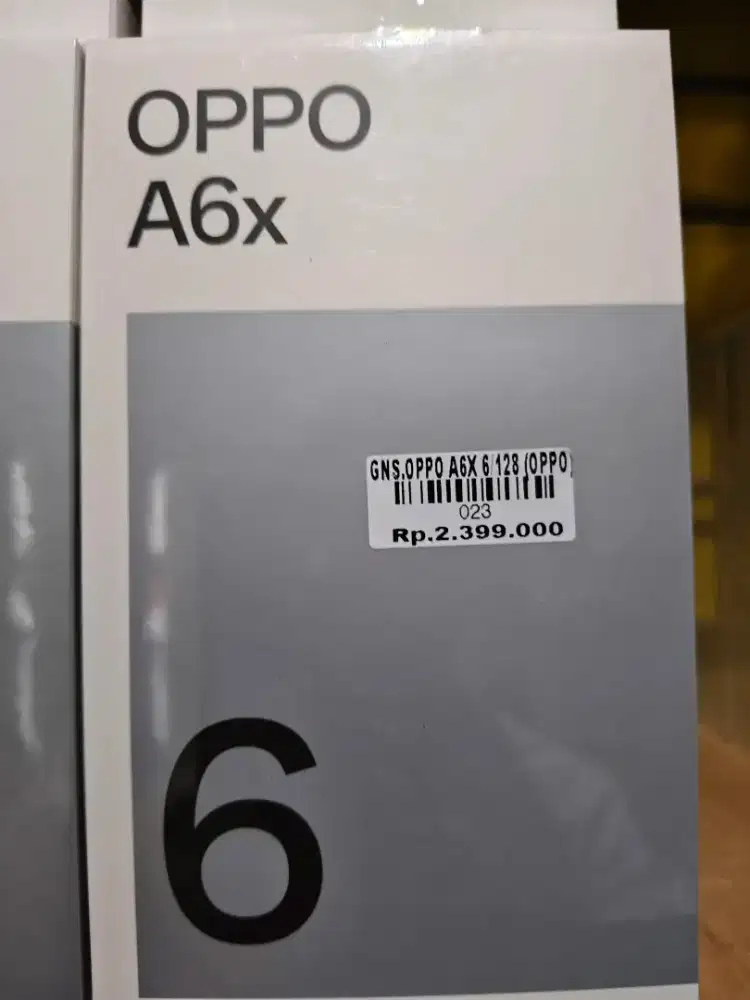 OPPO
A6x
GNS.OPPO A6X 6/128 (OPPO)
023
Rp.2.399.000
6